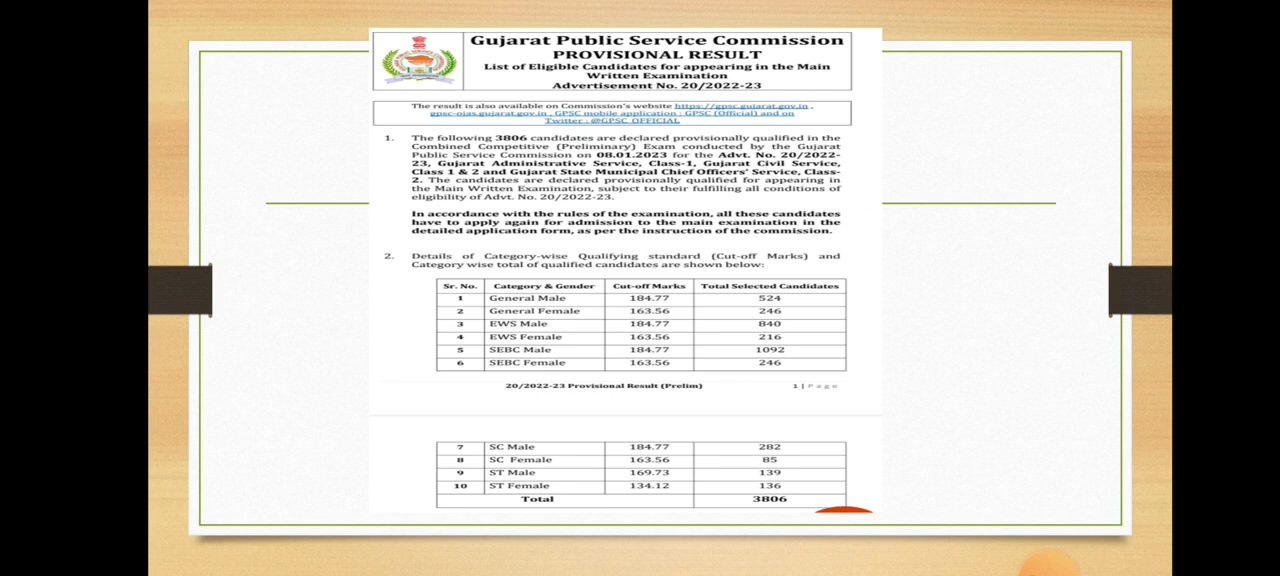 Gujarat Public Service Commission
PROVISIONAL RESULT
List of Eligible Candidates for appearing in the Main
Written Examination
Advertisement No. 20/2022-23
The result is also available on Commission's website https://gpsc.gujarat.gov.in ,
gpsc-ojas.gujarat.gov.in , GPSC mobile application : GPSC (Official) and on
Twitter : @GPSC_OFFICIAL
1. The following 3806 candidates are declared provisionally qualified in the
Combined Competitive (Preliminary) Exam conducted by the Gujarat
Public Service Commission on 08.01.2023 for the Advt. No. 20/2022-
23, Gujarat Administrative Service, Class-1, Gujarat Civil Service,
Class 1 & 2 and Gujarat State Municipal Chief Officers' Service, Class-
2. The candidates are declared provisionally qualified for appearing in
the Main Written Examination, subject to their fulfilling all conditions of
eligibility of Advt. No. 20/2022-23.
In accordance with the rules of the examination, all these candidates
have to apply again for admission to the main examination in the
detailed application form, as per the instruction of the commission.
2. Details of Category-wise Qualifying standard (Cut-off Marks) and
Category wise total of qualified candidates are shown below:
Sr. No. Category & Gender Cut-off Marks Total Selected Candidates
1 General Male 184.77 524
2 General Female 163.56 246
3 EWS Male 184.77 840
4 EWS Female 163.56 216
5 SEBC Male 184.77 1092
6 SEBC Female 163.56 246
20/2022-23 Provisional Result (Prelim) 1 | Page
7 SC Male 184.77 282
8 SC Female 163.56 85
9 ST Male 169.73 139
10 ST Female 134.12 136
Total 3806